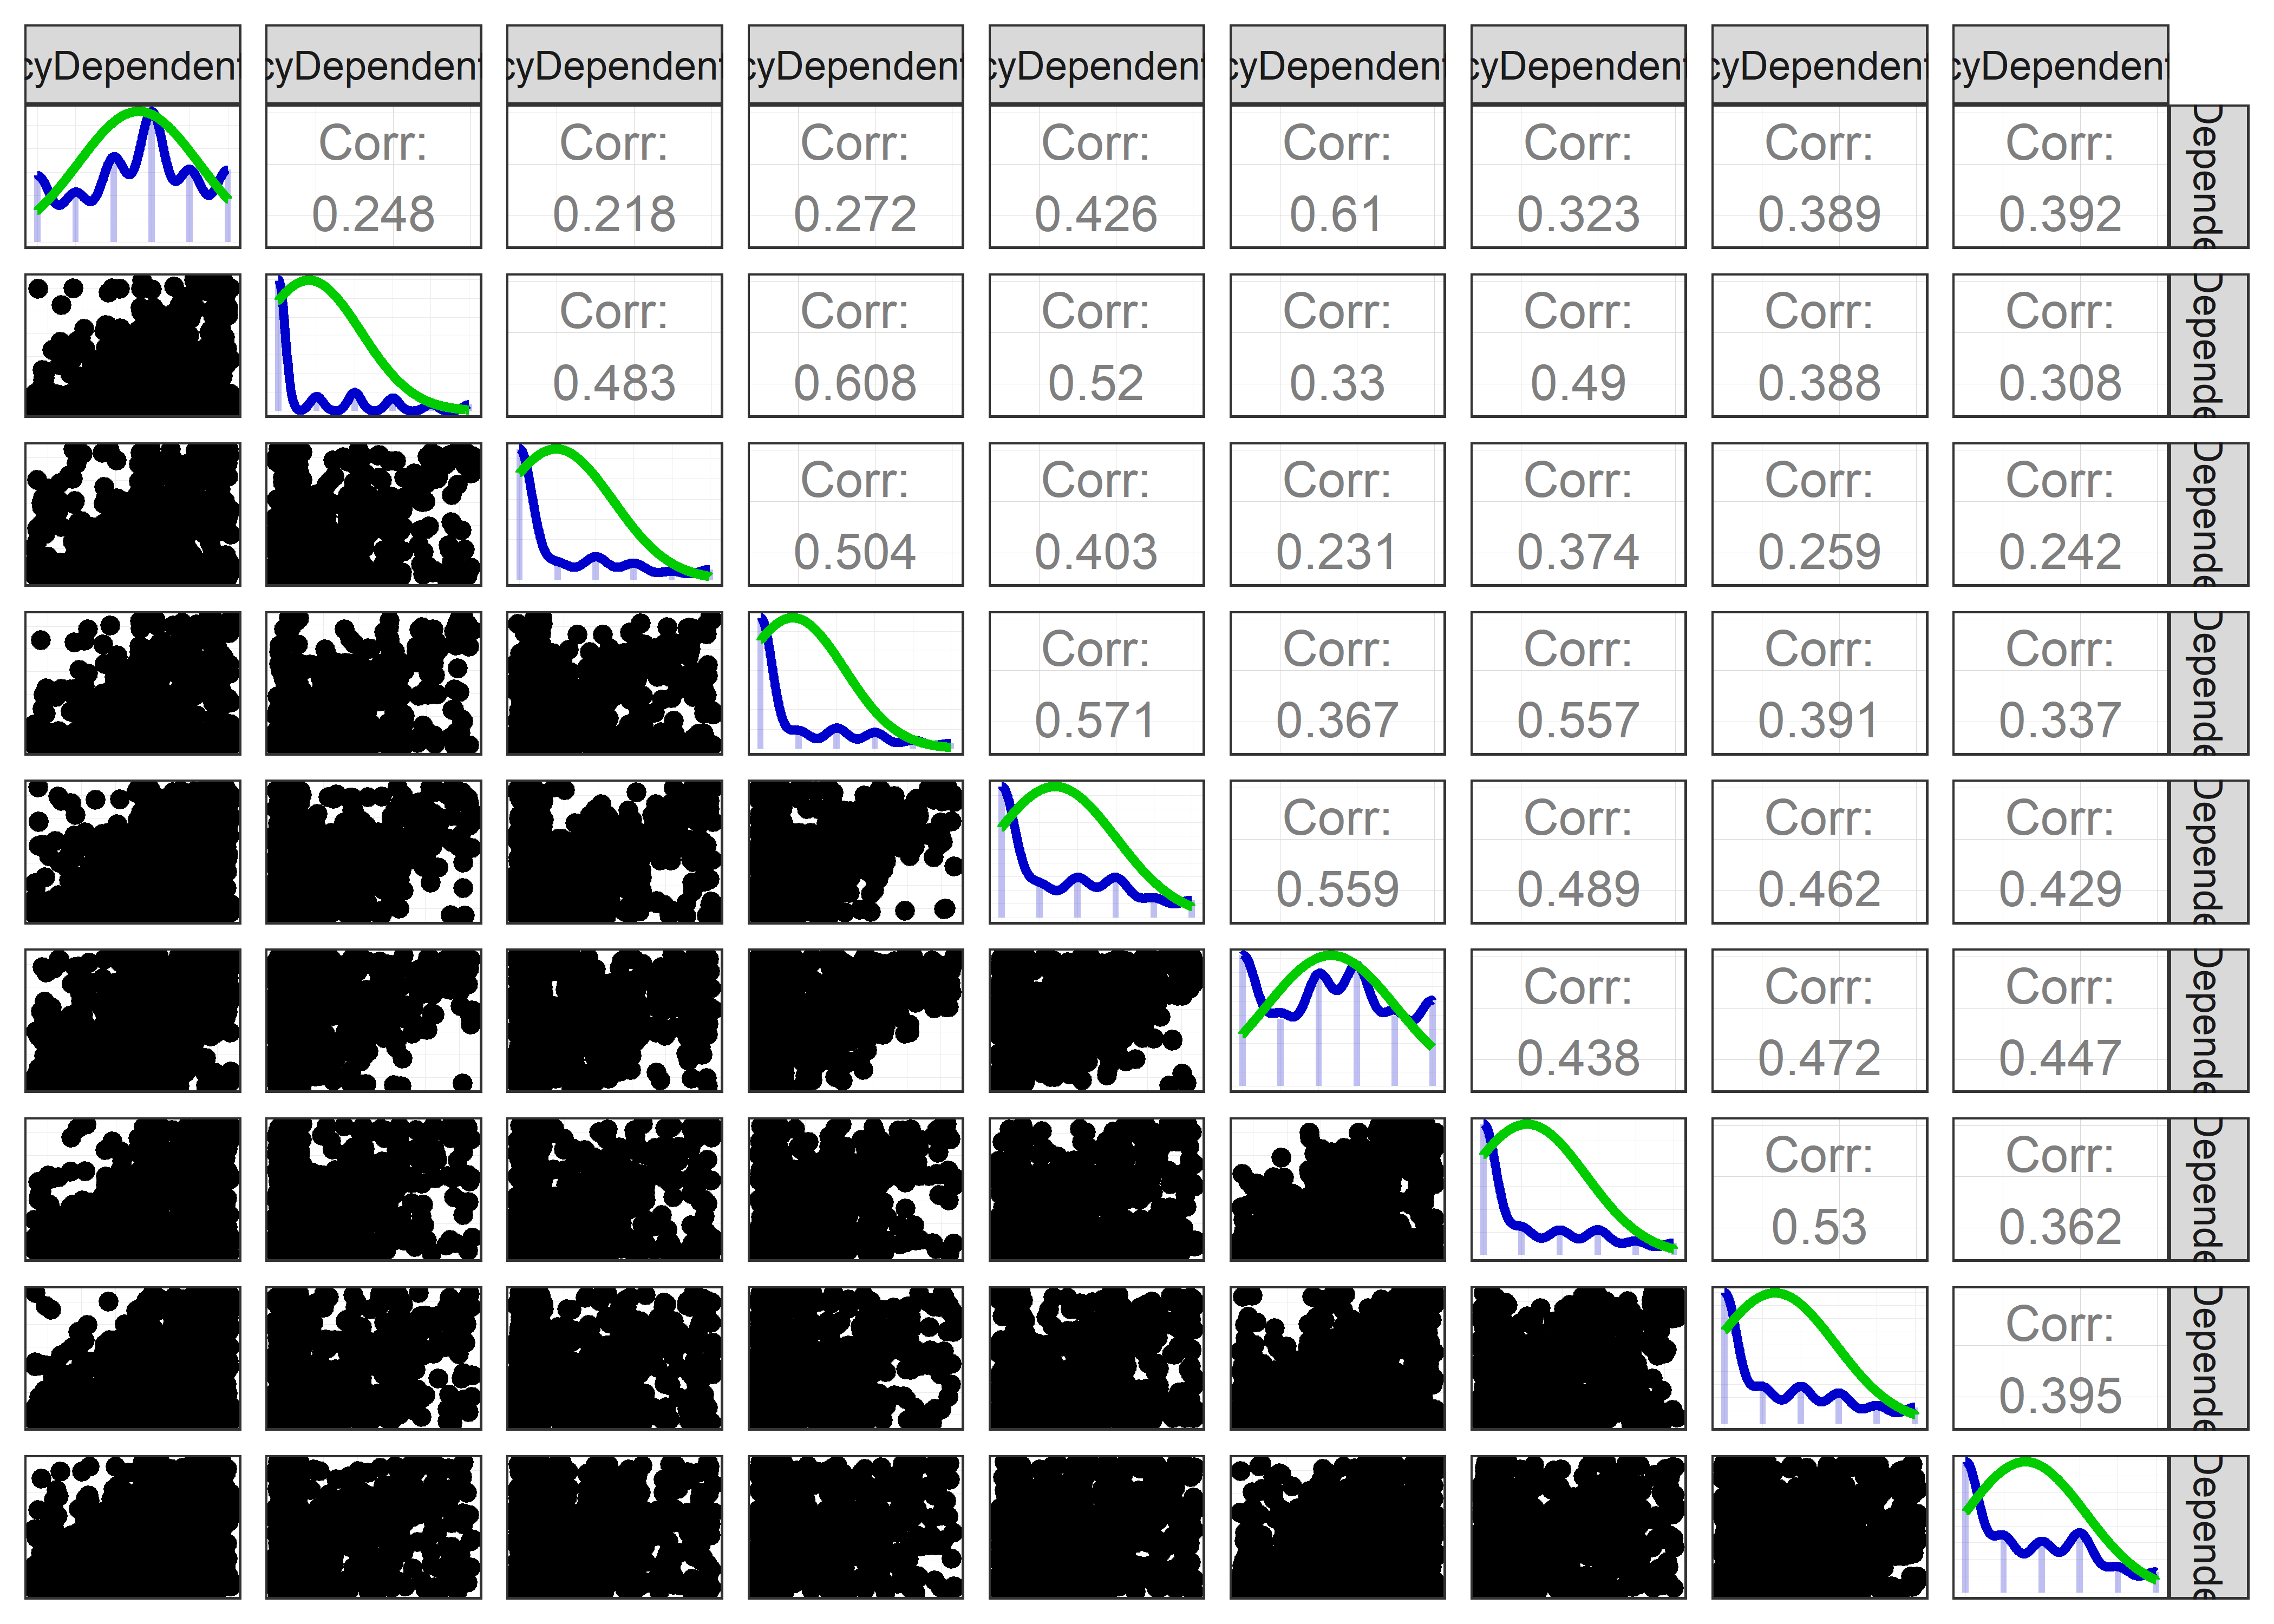 cyDependent cyDependent cyDependent cyDependent cyDependent cyDependent cyDependent cyDependent cyDependent
Corr: Corr: Corr: Corr: Corr: Corr: Corr: Corr: Depende
0.248 0.218 0.272 0.426 0.61 0.323 0.389 0.392
Corr: Corr: Corr: Corr: Corr: Corr: Corr: Depende
0.483 0.608 0.52 0.33 0.49 0.388 0.308
Corr: Corr: Corr: Corr: Corr: Corr: Depende
0.504 0.403 0.231 0.374 0.259 0.242
Corr: Corr: Corr: Corr: Corr: Depende
0.571 0.367 0.557 0.391 0.337
Corr: Corr: Corr: Corr: Depende
0.559 0.489 0.462 0.429
Corr: Corr: Corr: Depende
0.438 0.472 0.447
Corr: Corr: Depende
0.53 0.362
Corr: Depende
0.395
Depende